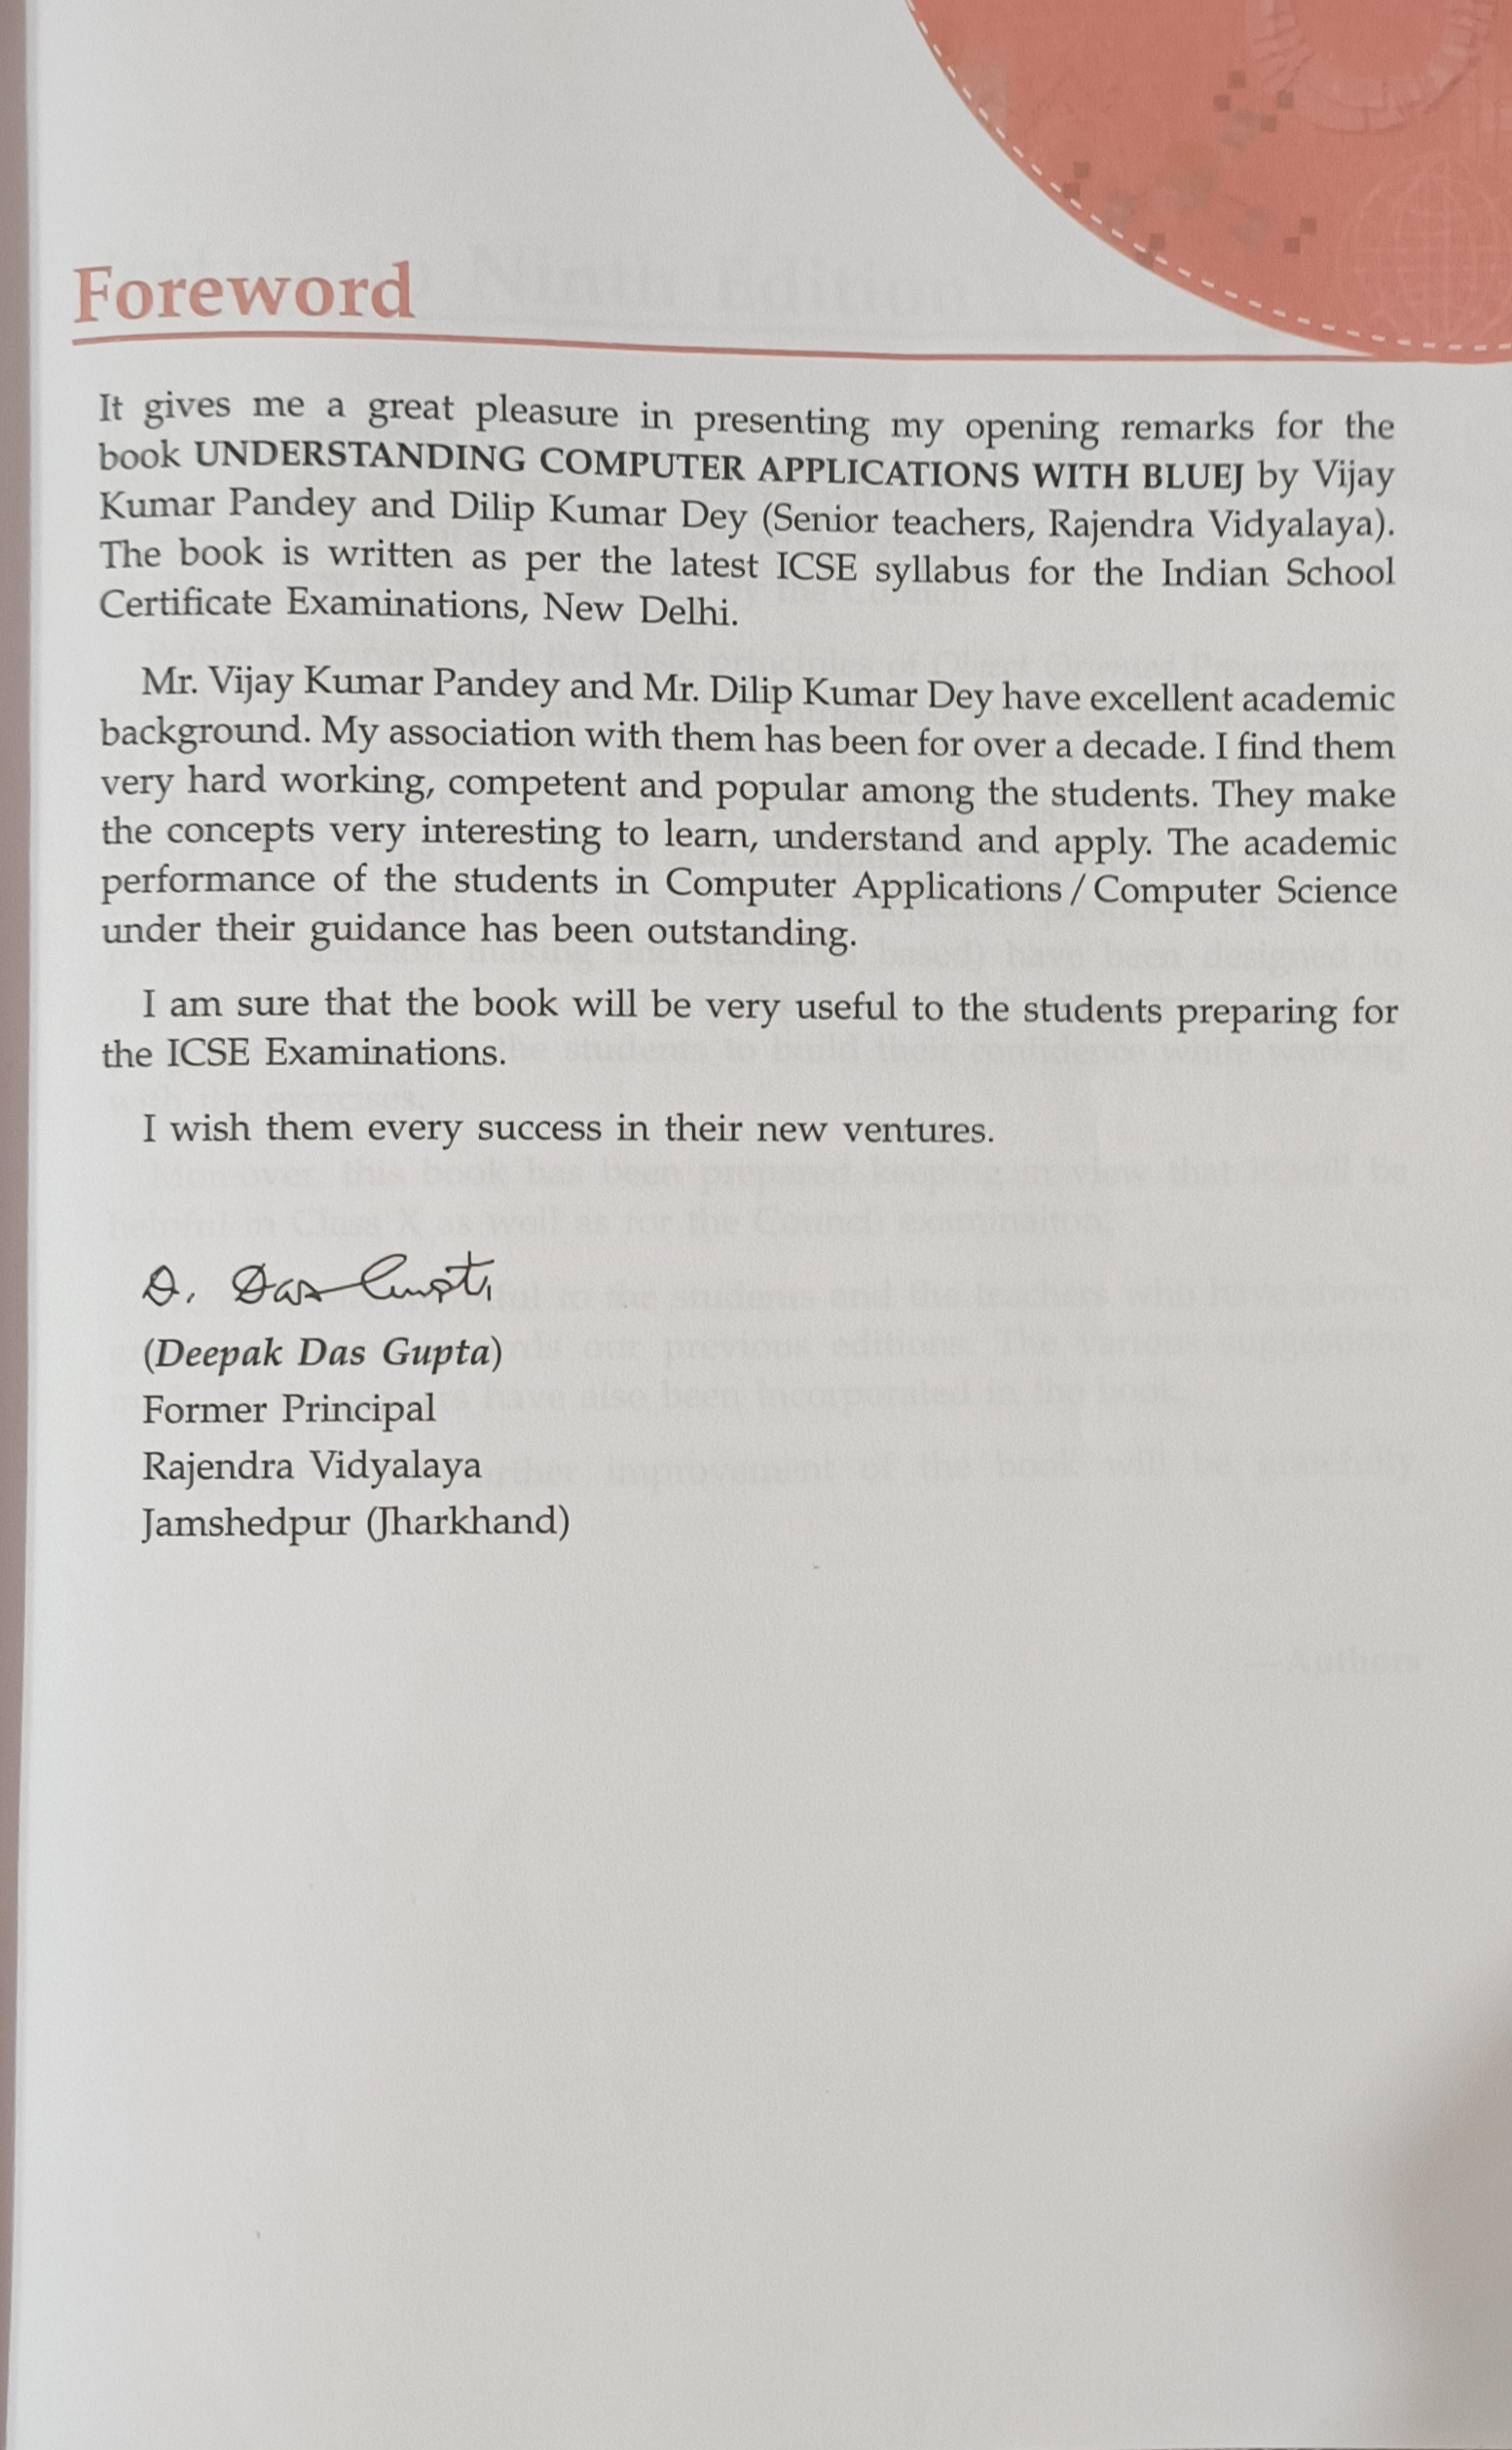 Foreword
It gives me a great pleasure in presenting my opening remarks for the
book UNDERSTANDING COMPUTER APPLICATIONS WITH BLUEJ by Vijay
Kumar Pandey and Dilip Kumar Dey (Senior teachers, Rajendra Vidyalaya).
The book is written as per the latest ICSE syllabus for the Indian School
Certificate Examinations, New Delhi.
Mr. Vijay Kumar Pandey and Mr. Dilip Kumar Dey have excellent academic
background. My association with them has been for over a decade. I find them
very hard working, competent and popular among the students. They make
the concepts very interesting to learn, understand and apply. The academic
performance of the students in Computer Applications / Computer Science
under their guidance has been outstanding.
I am sure that the book will be very useful to the students preparing for
the ICSE Examinations.
I wish them every success in their new ventures.
D. Das Gupta
(Deepak Das Gupta)
Former Principal
Rajendra Vidyalaya
Jamshedpur (Jharkhand)